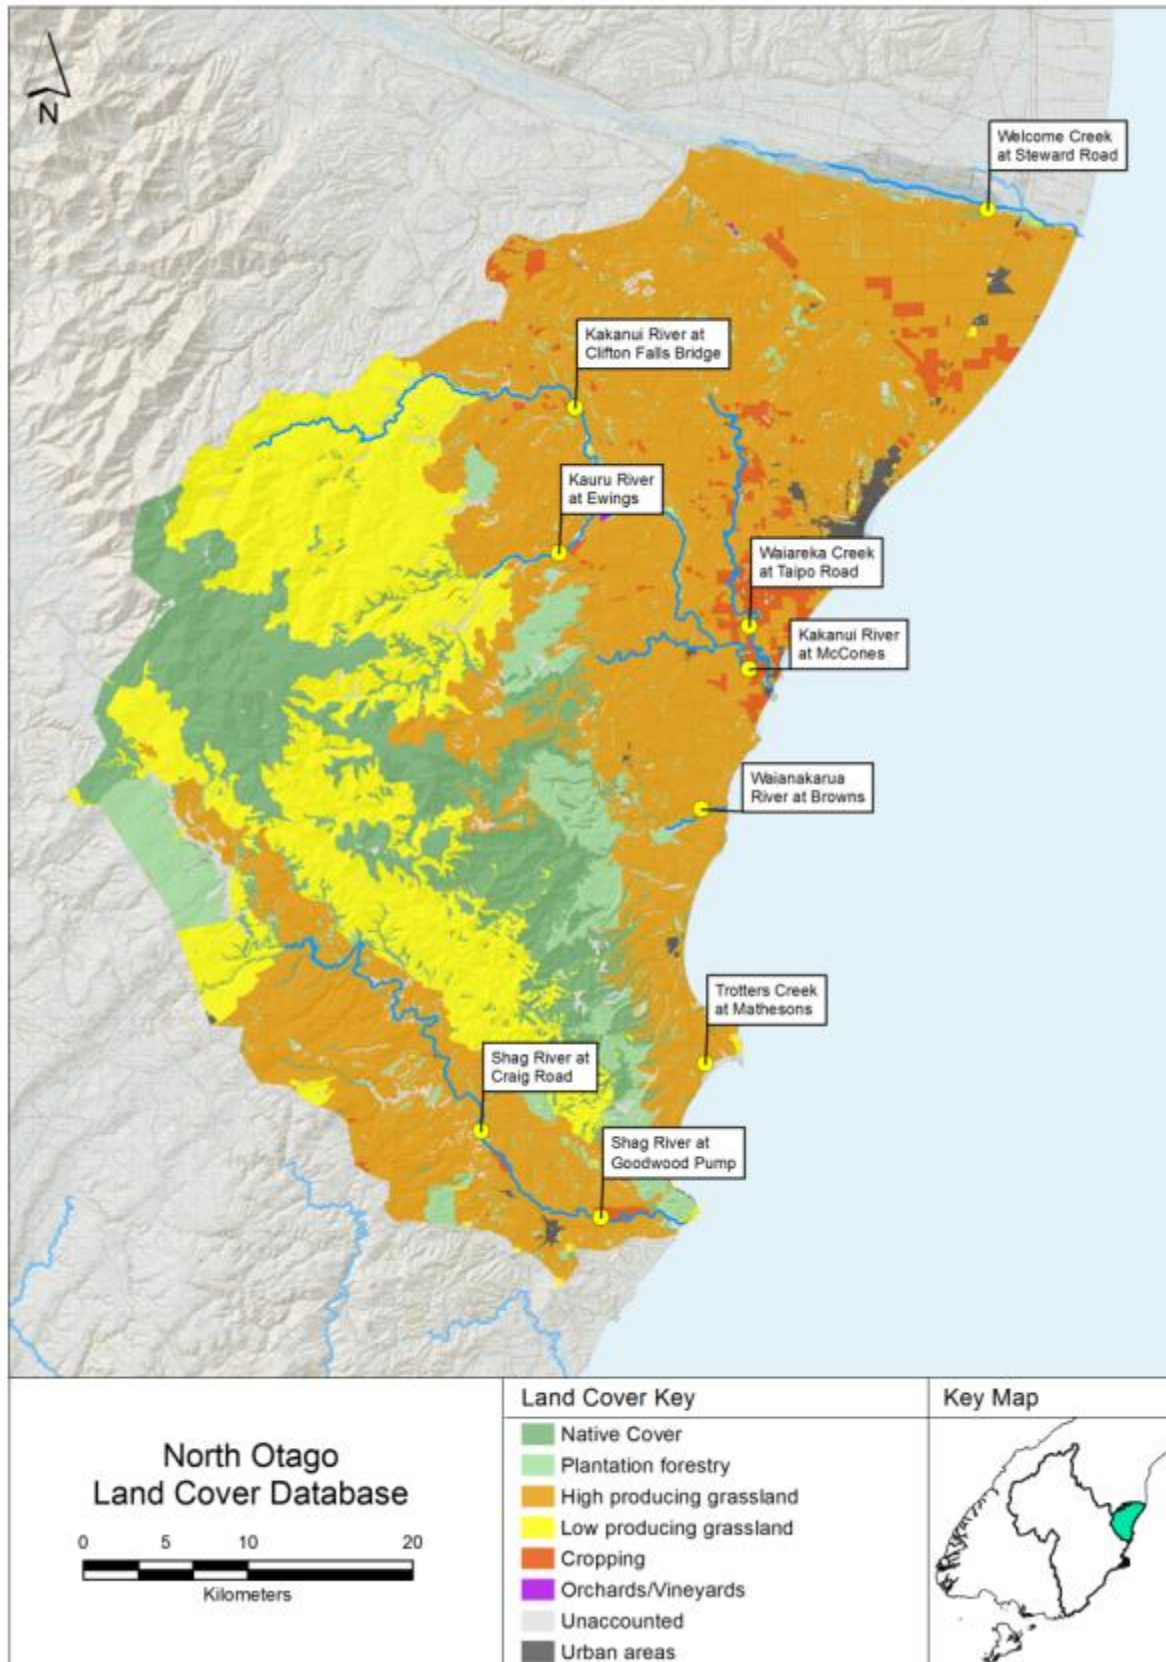 N
Welcome Creek
at Steward Road
Kakanui River at
Clifton Falls Bridge
Kauru River
at Ewings
Waiareka Creek
at Taipo Road
Kakanui River
at McCones
Waianakarua
River at Browns
Trotters Creek
at Mathesons
Shag River at
Craig Road
Shag River at
Goodwood Pump
North Otago
Land Cover Database
0 5 10 20
Kilometers
Land Cover Key
Native Cover
Plantation forestry
High producing grassland
Low producing grassland
Cropping
Orchards/Vineyards
Unaccounted
Urban areas
Key Map